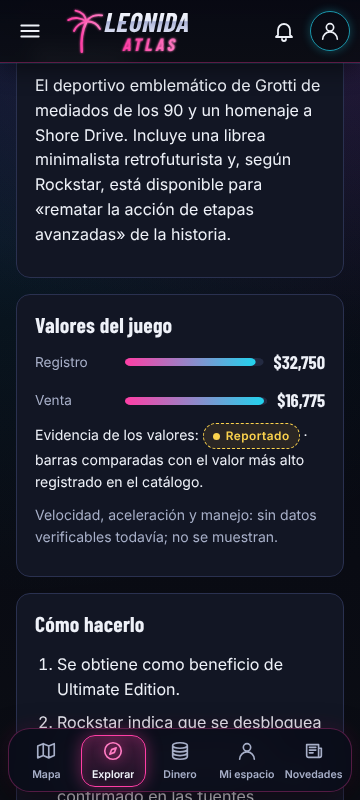 LEONIDA
ATLAS
El deportivo emblemático de Grotti de
mediados de los 90 y un homenaje a
Shore Drive. Incluye una librea
minimalista retrofuturista y, según
Rockstar, está disponible para
«rematar la acción de etapas
avanzadas» de la historia.
Valores del juego
Registro $32,750
Venta $16,775
Evidencia de los valores: Reportado ·
barras comparadas con el valor más alto
registrado en el catálogo.
Velocidad, aceleración y manejo: sin datos
verificables todavía; no se muestran.
Cómo hacerlo
1. Se obtiene como beneficio de
Ultimate Edition.
2. Rockstar indica que se desbloquea
Mapa Explorar Dinero Mi espacio Novedades
confirmado en las fuentes